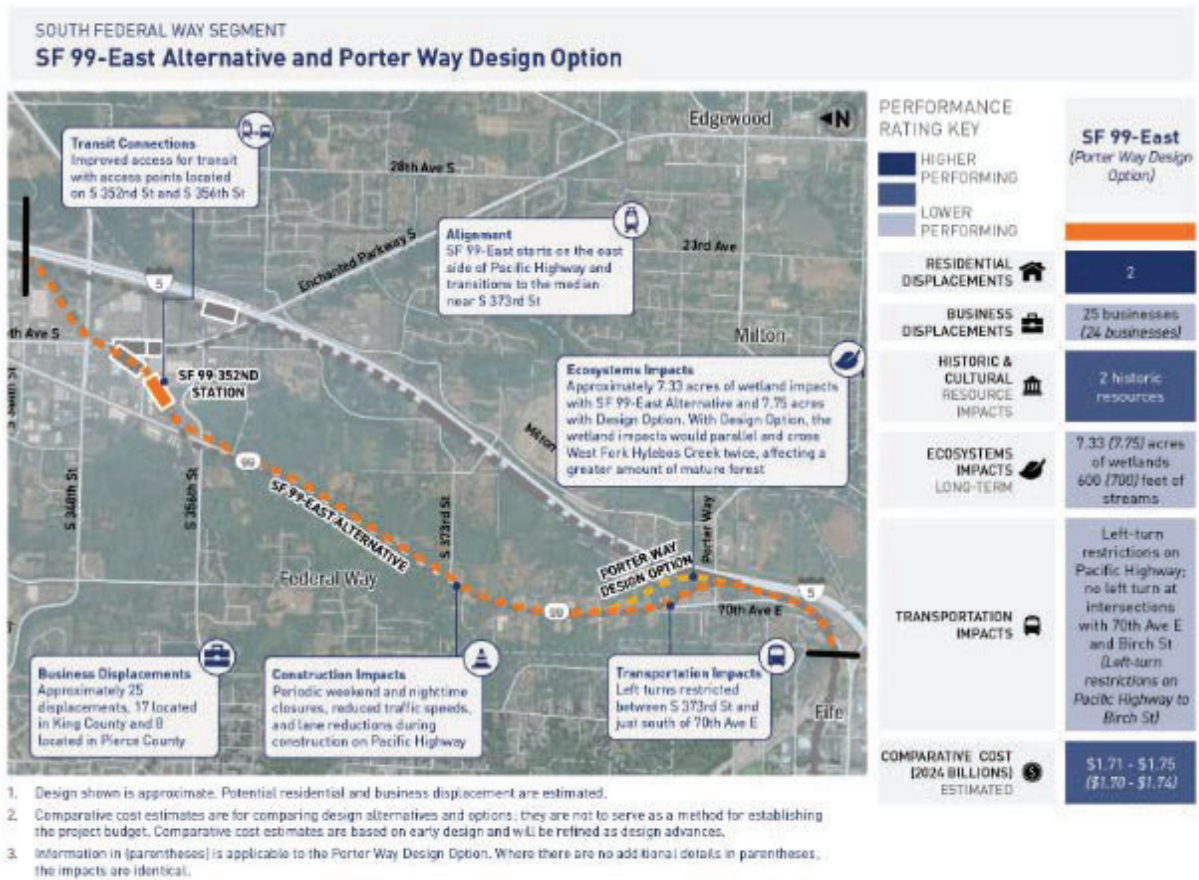 SOUTH FEDERAL WAY SEGMENT
SF 99-East Alternative and Porter Way Design Option
Edgewood
N
Transit Connections
Improved access for transit
with access points located
on S 352nd St and S 356th St
28th Ave S
Alignment
SF 99-East starts on the east
side of Pacific Highway and
transitions to the median
near S 373rd St
Enchanted Parkway S
23rd Ave
5
th Ave S
Milton
SF 99-352ND
STATION
Ecosystems Impacts
Approximately 7.33 acres of wetland impacts
with SF 99-East Alternative and 7.75 acres
with Design Option. With Design Option, the
wetland impacts would parallel and cross
West Fork Hylebos Creek twice, affecting a
greater amount of mature forest
Milton
99
S 348th St
S 356th St
SF 99-EAST ALTERNATIVE
S 373rd St
Porter Way
PORTER WAY
DESIGN OPTION
Federal Way
99
70th Ave E
5
Business Displacements
Approximately 25
displacements, 17 located
in King County and 8
located in Pierce County
Construction Impacts
Periodic weekend and nighttime
closures, reduced traffic speeds,
and lane reductions during
construction on Pacific Highway
Transportation Impacts
Left turns restricted
between S 373rd St and
just south of 70th Ave E
Fife
PERFORMANCE
RATING KEY
HIGHER
PERFORMING
LOWER
PERFORMING
SF 99-East
(Porter Way Design
Option)
RESIDENTIAL
DISPLACEMENTS
2
BUSINESS
DISPLACEMENTS
25 businesses
(24 businesses)
HISTORIC &
CULTURAL
RESOURCE
IMPACTS
2 historic
resources
ECOSYSTEMS
IMPACTS
LONG-TERM
7.33 (7.75) acres
of wetlands
600 (700) feet of
streams
TRANSPORTATION
IMPACTS
Left-turn
restrictions on
Pacific Highway;
no left turn at
intersections
with 70th Ave E
and Birch St
(Left-turn
restrictions on
Pacific Highway to
Birch St)
COMPARATIVE COST
(2024 BILLIONS)
ESTIMATED
$1.71 - $1.75
($1.70 - $1.74)
1. Design shown is approximate. Potential residential and business displacement are estimated.
2. Comparative cost estimates are for comparing design alternatives and options; they are not to serve as a method for establishing
the project budget. Comparative cost estimates are based on early design and will be refined as design advances.
3. Information in (parentheses) is applicable to the Porter Way Design Option. Where there are no additional details in parentheses,
the impacts are identical.